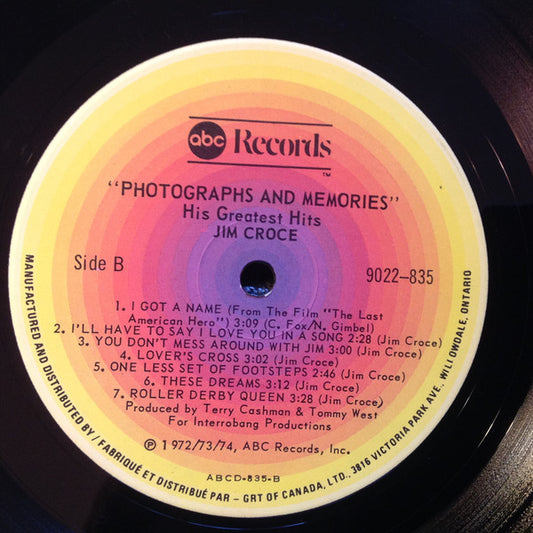 abc Records
TM
"PHOTOGRAPHS AND MEMORIES"
His Greatest Hits
JIM CROCE
Side B
9022-835
1. I GOT A NAME (From The Film "The Last
American Hero") 3:09 (C. Fox/N. Gimbel)
2. I'LL HAVE TO SAY I LOVE YOU IN A SONG 2:28 (Jim Croce)
3. YOU DON'T MESS AROUND WITH JIM 3:00 (Jim Croce)
4. LOVER'S CROSS 3:02 (Jim Croce)
5. ONE LESS SET OF FOOTSTEPS 2:46 (Jim Croce)
6. THESE DREAMS 3:12 (Jim Croce)
7. ROLLER DERBY QUEEN 3:28 (Jim Croce)
Produced by Terry Cashman & Tommy West
For Interrobang Productions
℗ 1972/73/74, ABC Records, Inc.
ABCD-835-B
MANUFACTURED AND DISTRIBUTED BY / FABRIQUÉ ET DISTRIBUÉ PAR - GRT OF CANADA, LTD., 3816 VICTORIA PARK AVE., WILLOWDALE, ONTARIO